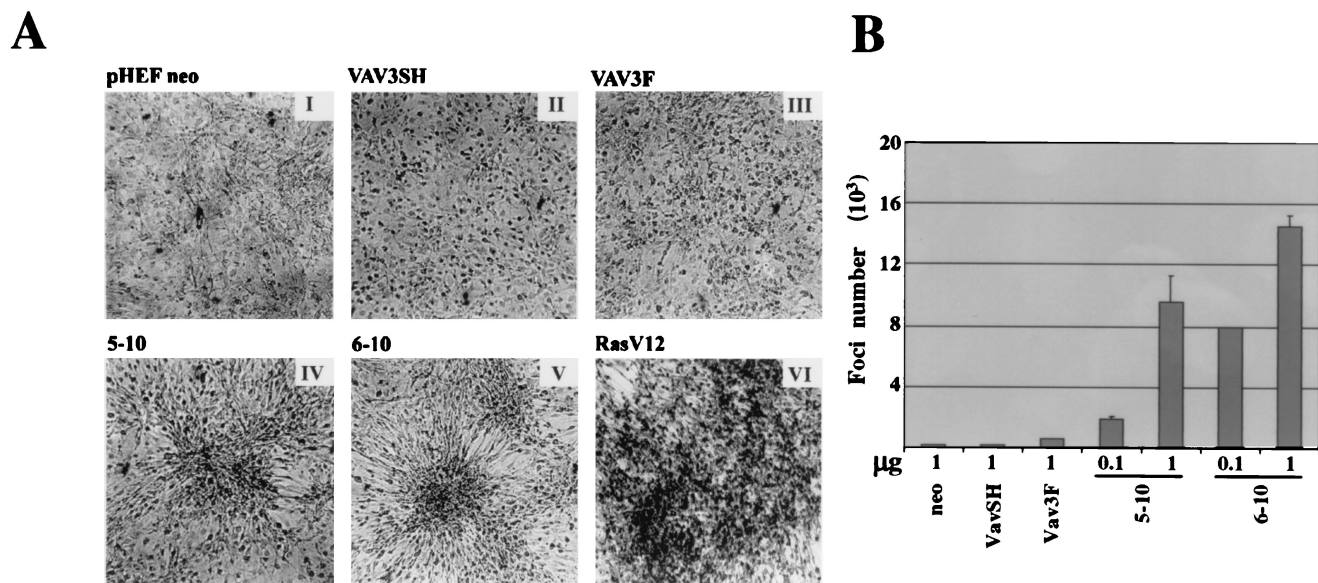 A
pHEF neo
VAV3SH
VAV3F
I
II
III
5-10
6-10
RasV12
IV
V
VI
B
Foci number (10³)
20
16
12
8
4
µg
1
1
1
0.1
1
0.1
1
neo
VavSH
Vav3F
5-10
6-10